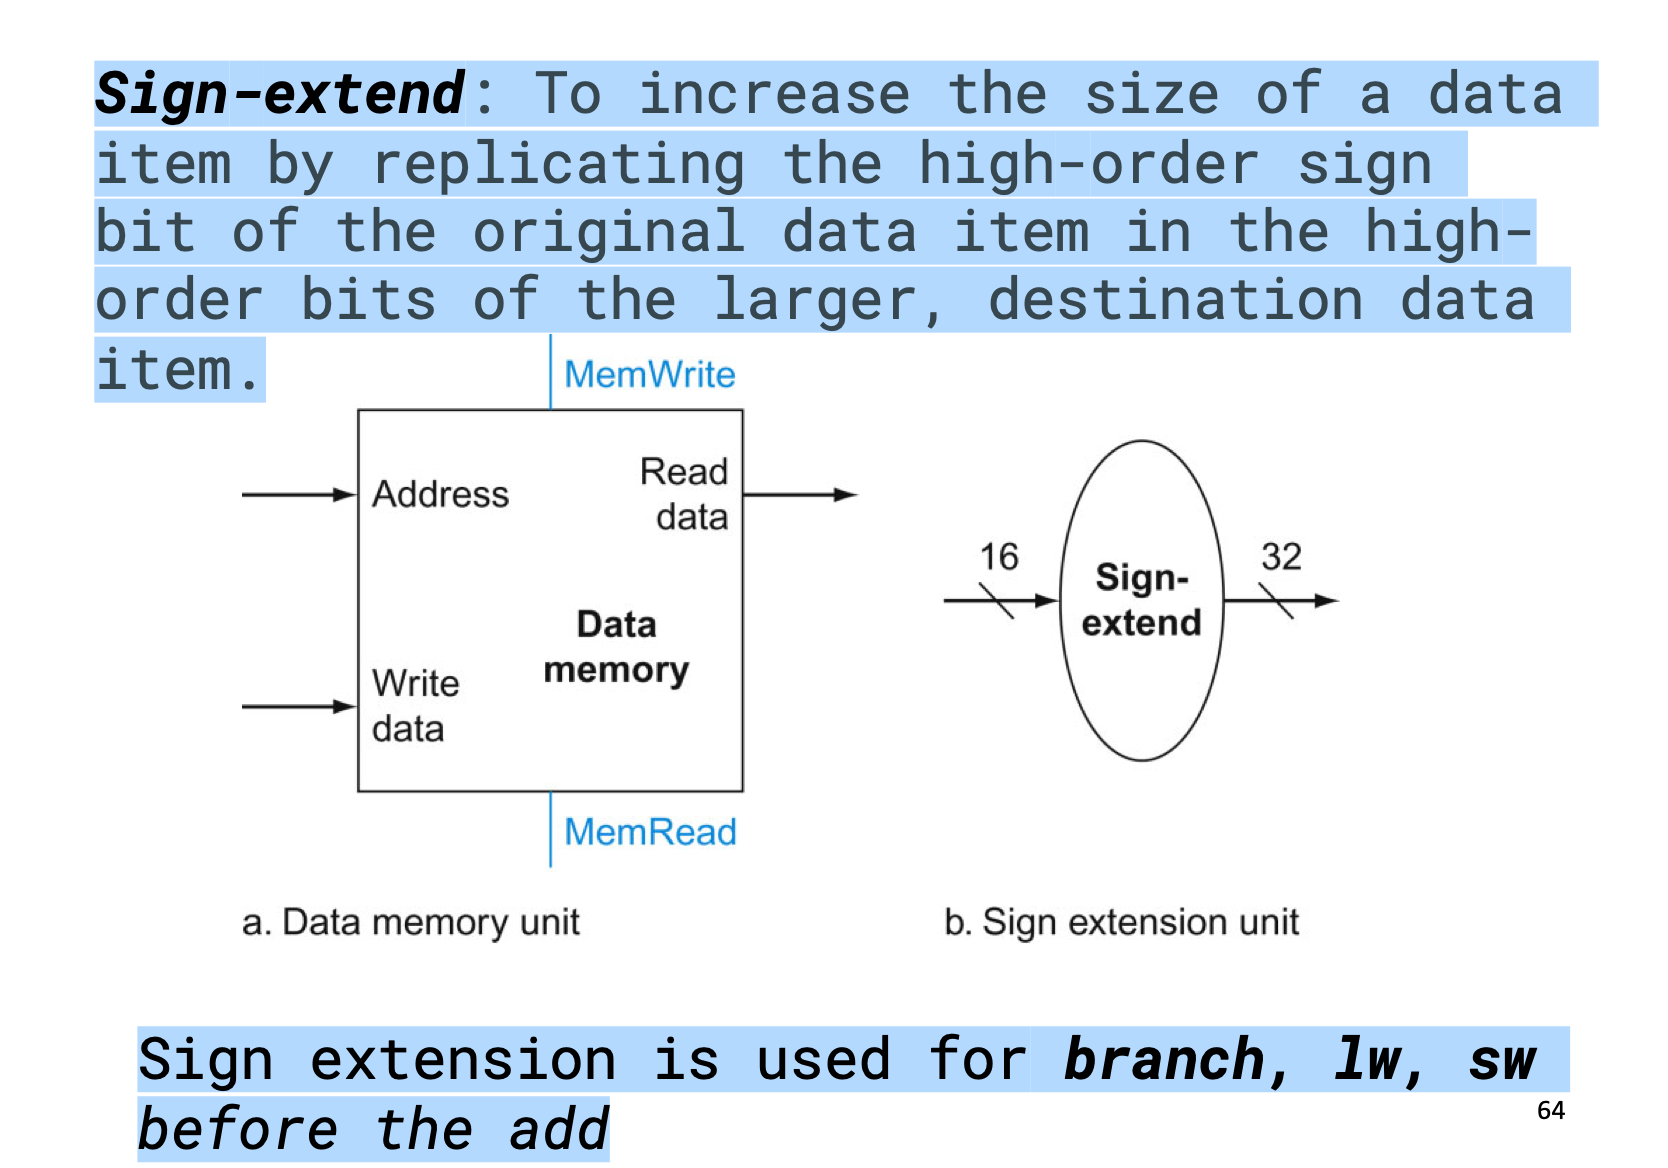 Sign-extend: To increase the size of a data
item by replicating the high-order sign
bit of the original data item in the high-
order bits of the larger, destination data
item.
MemWrite
Address
Read
data
Data
memory
Write
data
MemRead
16
Sign-
extend
32
a. Data memory unit
b. Sign extension unit
Sign extension is used for branch, lw, sw
before the add
64